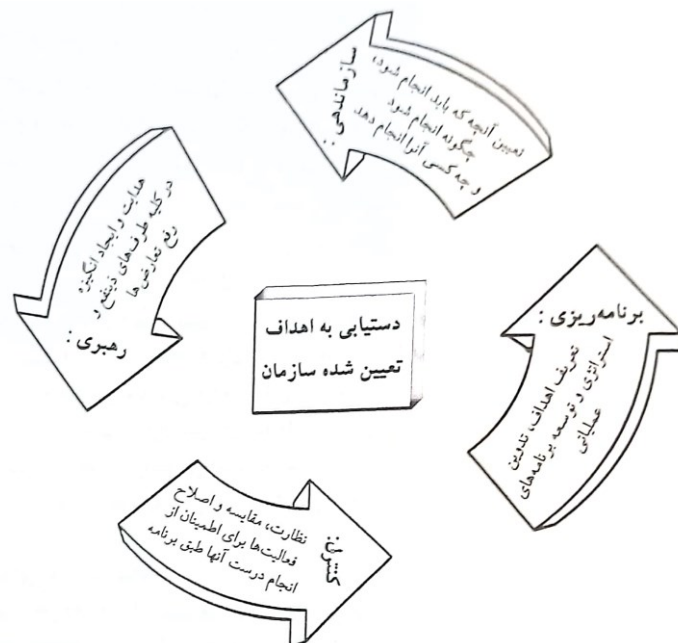 برنامه‌ریزی :
تعریف اهداف، تدوین
استراتژی و توسعه برنامه‌های
عملیاتی
سازماندهی :
تعیین آنچه که باید انجام شود،
چگونه انجام شود
و چه کسی آنرا انجام دهد
رهبری :
هدایت و ایجاد انگیزه
در کلیه طرف‌های ذینفع و
رفع تعارض‌ها
کنترل:
نظارت، مقایسه و اصلاح
فعالیت‌ها برای اطمینان از
انجام درست آنها طبق برنامه
دستیابی به اهداف
تعیین شده سازمان